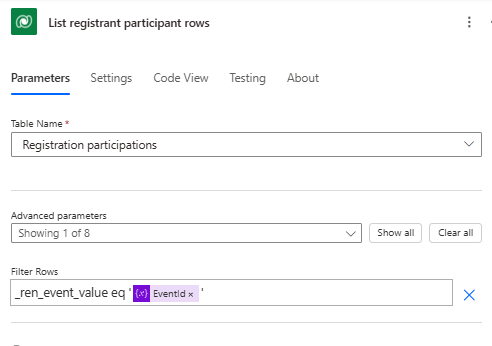 List registrant participant rows
Parameters Settings Code View Testing About
Table Name *
Registration participations
Advanced parameters
Showing 1 of 8 Show all Clear all
Filter Rows
_ren_event_value eq ' {x} EventId × '